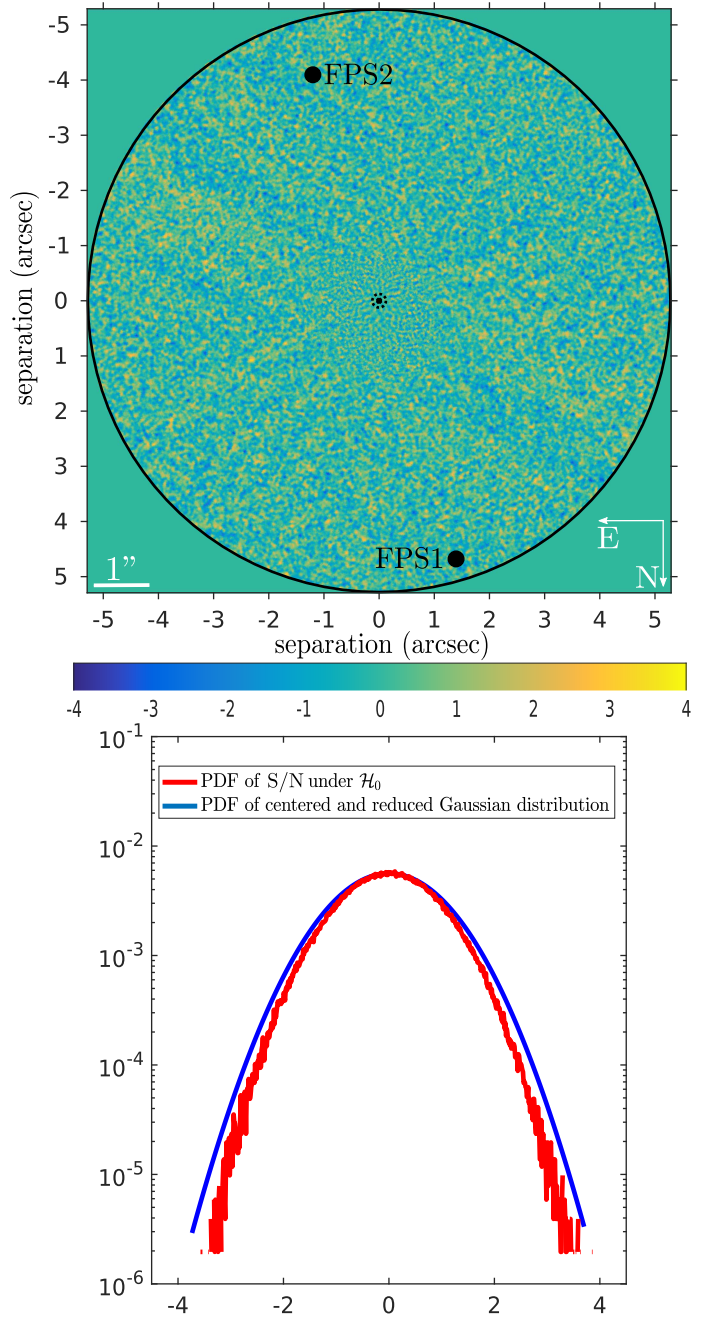 -5
-4
FPS2
-3
-2
-1
0
1
2
3
4
5
separation (arcsec)
FPS1
1”
E
N
-5 -4 -3 -2 -1 0 1 2 3 4 5
separation (arcsec)
-4 -3 -2 -1 0 1 2 3 4
10-1
PDF of S/N under ℋ0
PDF of centered and reduced Gaussian distribution
10-2
10-3
10-4
10-5
10-6
-4 -2 0 2 4